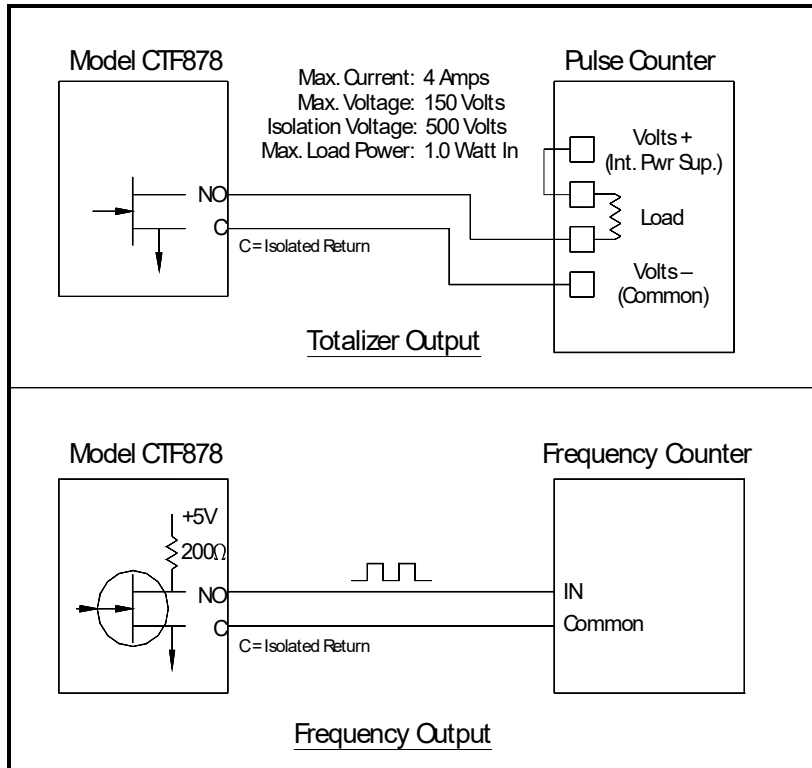 Model CTF878
Max. Current: 4 Amps
Max. Voltage: 150 Volts
Isolation Voltage: 500 Volts
Max. Load Power: 1.0 Watt In
Pulse Counter
Volts +
(Int. Pwr Sup.)
NO
Load
C
C = Isolated Return
Volts –
(Common)
Totalizer Output
Model CTF878
Frequency Counter
+5V
200Ω
NO
IN
C
Common
C = Isolated Return
Frequency Output